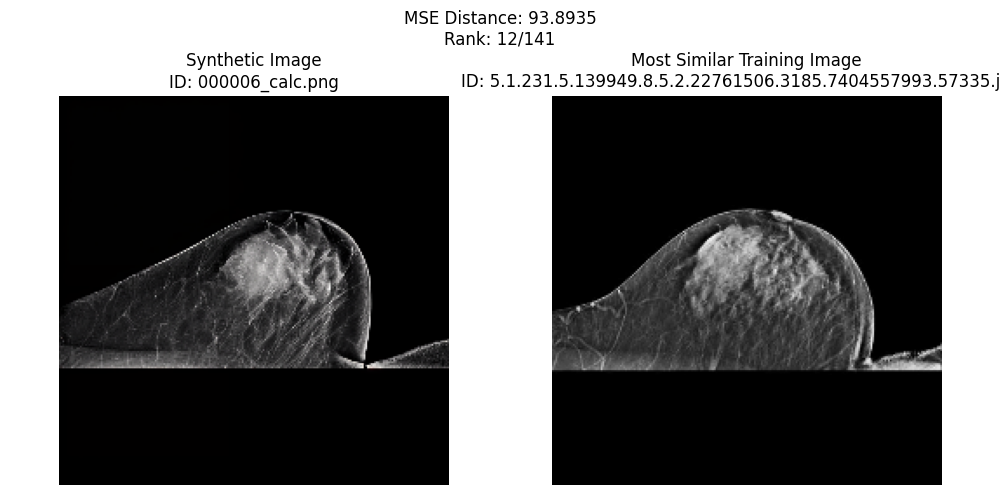 MSE Distance: 93.8935
Rank: 12/141
Synthetic Image
ID: 000006_calc.png
Most Similar Training Image
ID: 5.1.231.5.139949.8.5.2.22761506.3185.7404557993.57335.j